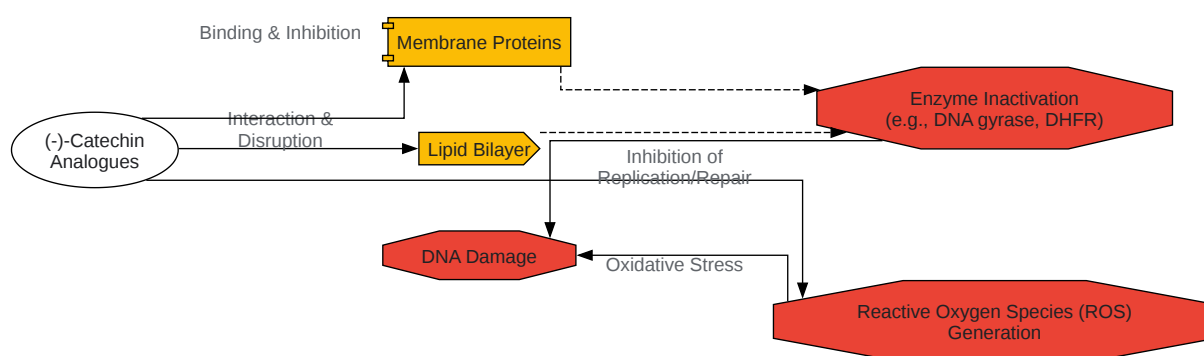 Binding & Inhibition
Membrane Proteins
Enzyme Inactivation
(e.g., DNA gyrase, DHFR)
Interaction &
Disruption
(-)-Catechin
Analogues
Lipid Bilayer
Inhibition of
Replication/Repair
DNA Damage
Oxidative Stress
Reactive Oxygen Species (ROS)
Generation